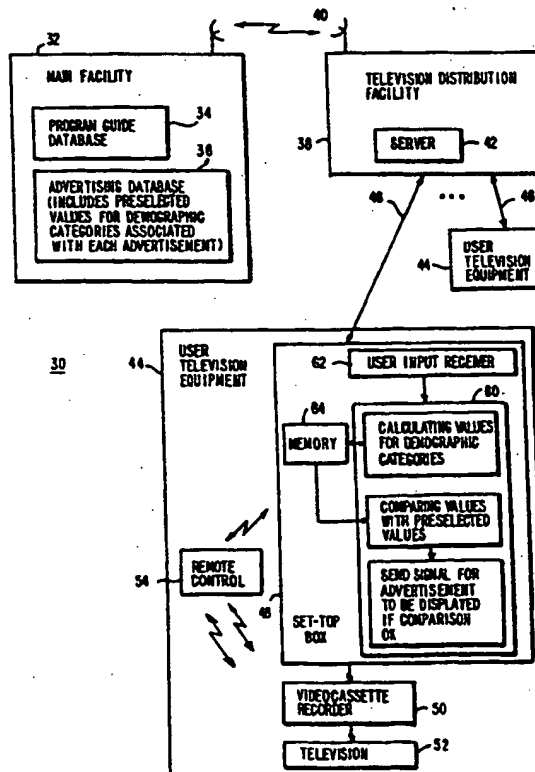 32
40
MAIN FACILITY
PROGRAM GUIDE
DATABASE
34
36
ADVERTISING DATABASE
(INCLUDES PRESELECTED
VALUES FOR DEMOGRAPHIC
CATEGORIES ASSOCIATED
WITH EACH ADVERTISEMENT)
TELEVISION DISTRIBUTION
FACILITY
38
SERVER
42
46
...
46
USER
TELEVISION
EQUIPMENT
44
30
44
USER
TELEVISION
EQUIPMENT
62
USER INPUT RECEIVER
60
64
MEMORY
CALCULATING VALUES
FOR DEMOGRAPHIC
CATEGORIES
COMPARING VALUES
WITH PRESELECTED
VALUES
SEND SIGNAL FOR
ADVERTISEMENT
TO BE DISPLAYED
IF COMPARISON
OK
REMOTE
CONTROL
54
48
SET-TOP
BOX
VIDEOCASSETTE
RECORDER
50
TELEVISION
52